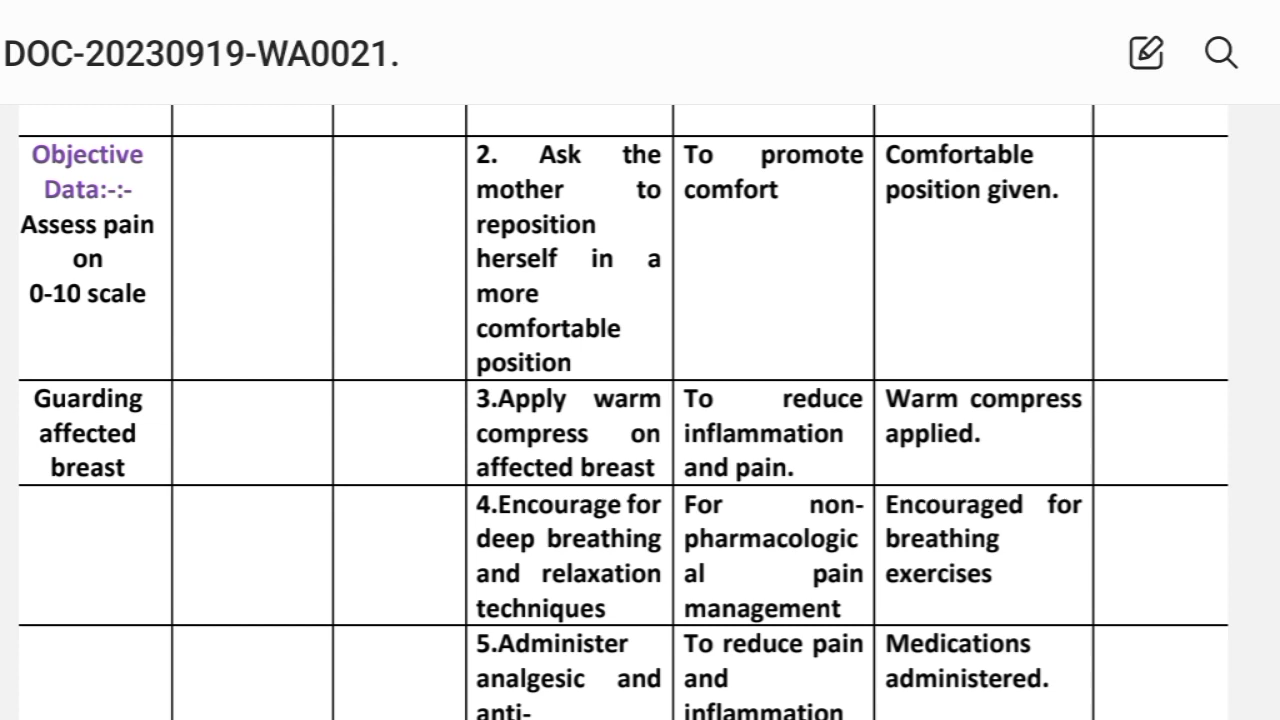 DOC-20230919-WA0021.
Objective
Data:-:-
Assess pain
on
0-10 scale
2. Ask the
mother to
reposition
herself in a
more
comfortable
position
To promote
comfort
Comfortable
position given.
Guarding
affected
breast
3.Apply warm
compress on
affected breast
To reduce
inflammation
and pain.
Warm compress
applied.
4.Encourage for
deep breathing
and relaxation
techniques
For non-
pharmacologic
al pain
management
Encouraged for
breathing
exercises
5.Administer
analgesic and
anti-
To reduce pain
and
inflammation
Medications
administered.